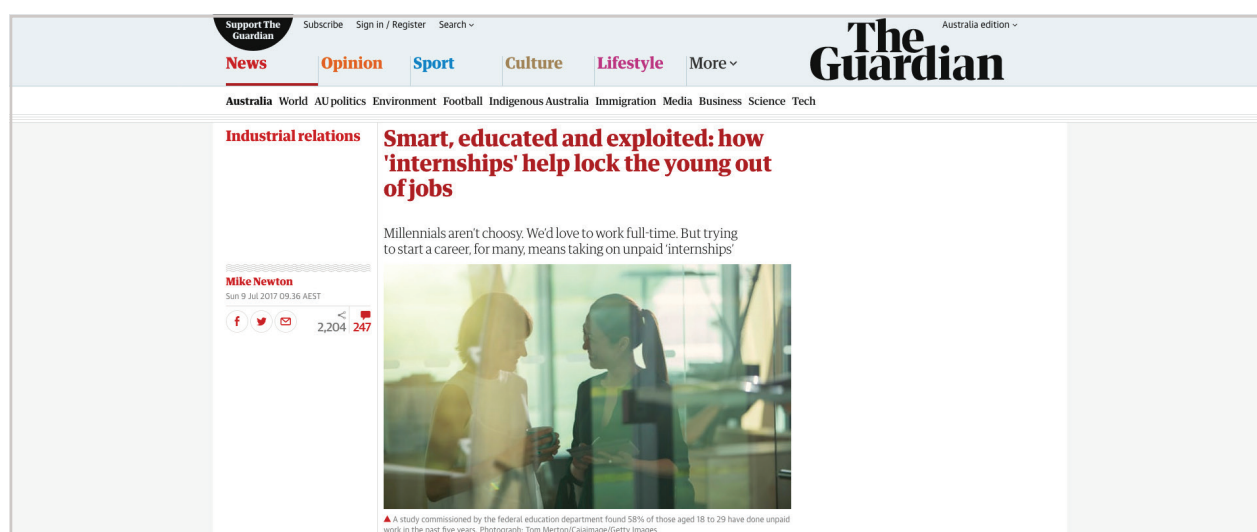 Support The
Guardian
Subscribe Sign in / Register Search
Australia edition
The
Guardian
News Opinion Sport Culture Lifestyle More
Australia World AU politics Environment Football Indigenous Australia Immigration Media Business Science Tech
Industrial relations
Smart, educated and exploited: how
'internships' help lock the young out
of jobs
Millennials aren't choosy. We'd love to work full-time. But trying
to start a career, for many, means taking on unpaid 'internships'
Mike Newton
Sun 9 Jul 2017 09.36 AEST
2,204 247
A study commissioned by the federal education department found 58% of those aged 18 to 29 have done unpaid
work in the past five years. Photograph: Tom Merton/Caiaimage/Getty Images